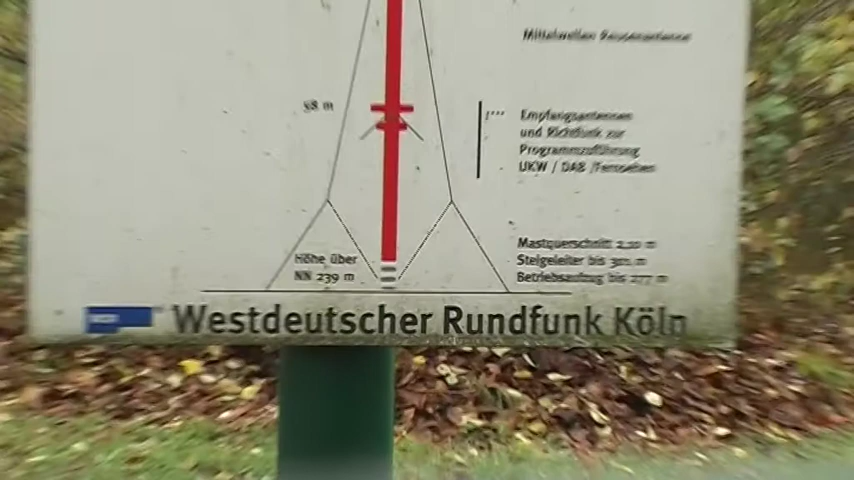 Mittelwellen Reusenantenne
58 m
Empfangsantennen
und Richtfunk zur
Programmzuführung
UKW / DAB / Fernsehen
Höhe über
NN 239 m
Mastquerschnitt 2,10 m
Steigleiter bis 301 m
Betriebsaufzug bis 277 m
Westdeutscher Rundfunk Köln